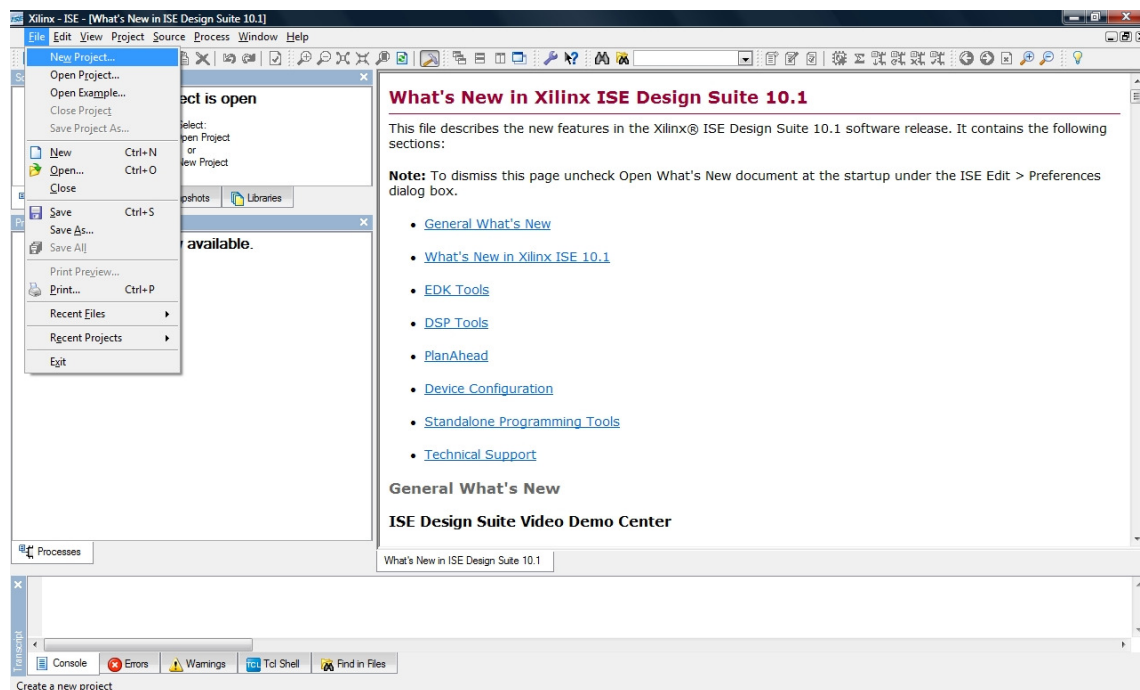 Xilinx - ISE - [What's New in ISE Design Suite 10.1]
File Edit View Project Source Process Window Help
New Project...
Open Project...
Open Example...
Close Project
Save Project As...
New Ctrl+N
Open... Ctrl+O
Close
Save Ctrl+S
Save As...
Save All
Print Preview...
Print... Ctrl+P
Recent Files
Recent Projects
Exit
ect is open
elect:
pen Project
or
ew Project
pshots Libraries
available.
Processes
What's New in Xilinx ISE Design Suite 10.1
This file describes the new features in the Xilinx® ISE Design Suite 10.1 software release. It contains the following
sections:
Note: To dismiss this page uncheck Open What's New document at the startup under the ISE Edit > Preferences
dialog box.
• General What's New
• What's New in Xilinx ISE 10.1
• EDK Tools
• DSP Tools
• PlanAhead
• Device Configuration
• Standalone Programming Tools
• Technical Support
General What's New
ISE Design Suite Video Demo Center
What's New in ISE Design Suite 10.1
Transcript
Console Errors Warnings Tcl Shell Find in Files
Create a new project